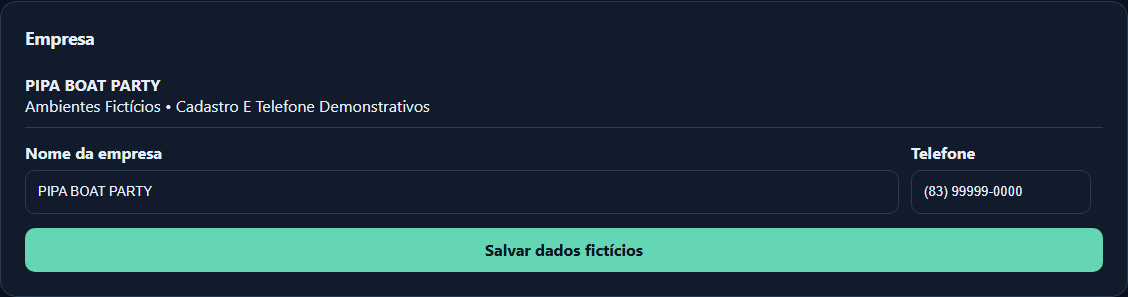 Empresa
PIPA BOAT PARTY
Ambientes Fictícios • Cadastro E Telefone Demonstrativos
Nome da empresa
Telefone
PIPA BOAT PARTY
(83) 99999-0000
Salvar dados fictícios